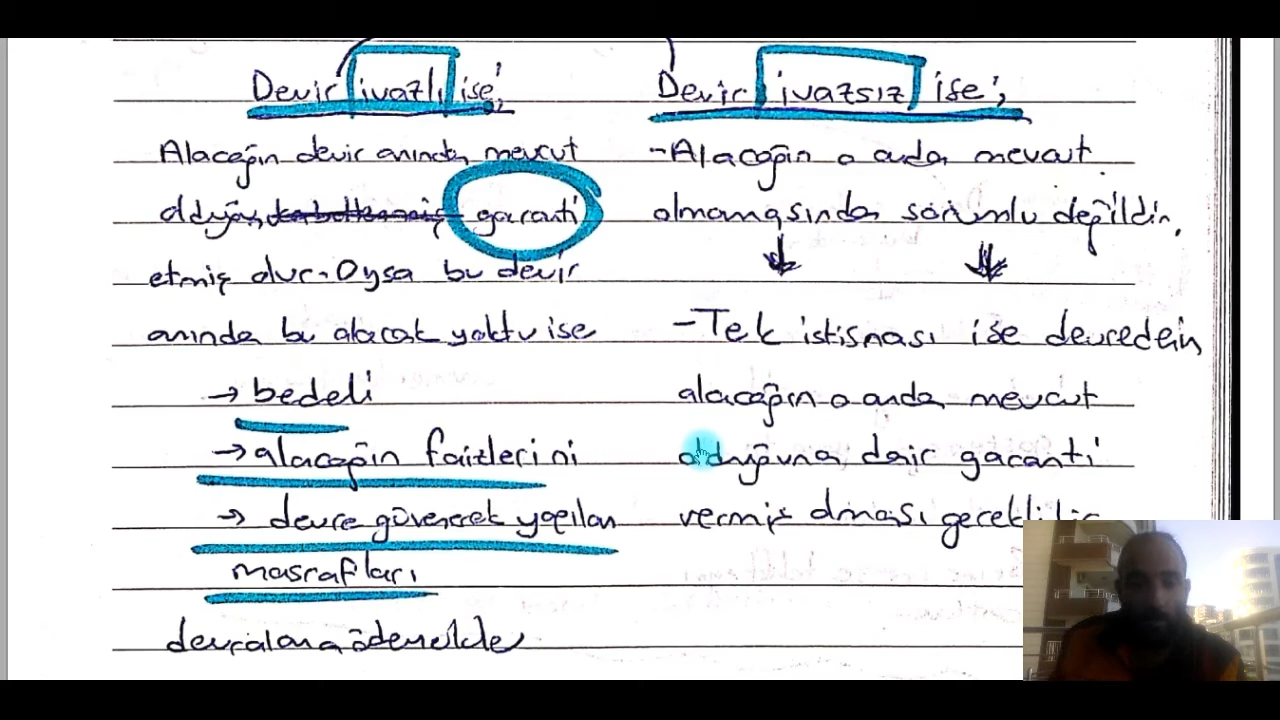 Devir ivazlı ise;
Alacağın devir anında mevcut
olduğunu garanti
etmiş olur. Oysa bu devir
anında bu alacak yoktu ise
→ bedeli
→ alacağın faizlerini
→ devre güvenerek yapılan
masrafları
devralana ödemekle
Devir ivazsız ise;
-Alacağın o anda mevcut
olmamasından sorumlu değildir.
-Tek istisnası ise devredein
alacağın o anda mevcut
olduğuna dair garanti
vermiş olması gereklidir